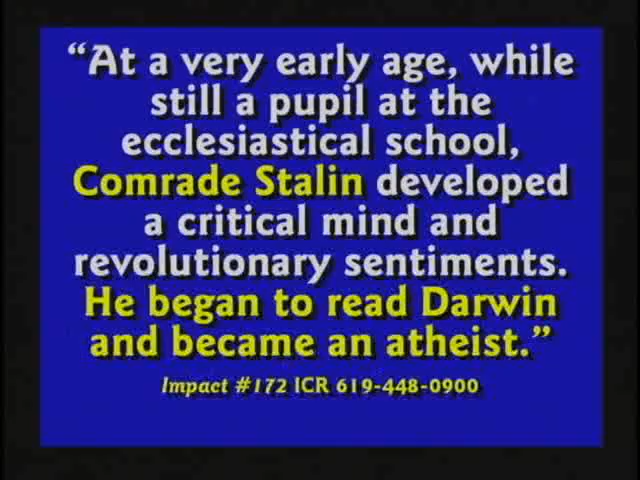 “At a very early age, while
still a pupil at the
ecclesiastical school,
Comrade Stalin developed
a critical mind and
revolutionary sentiments.
He began to read Darwin
and became an atheist.”
Impact #172 ICR 619-448-0900